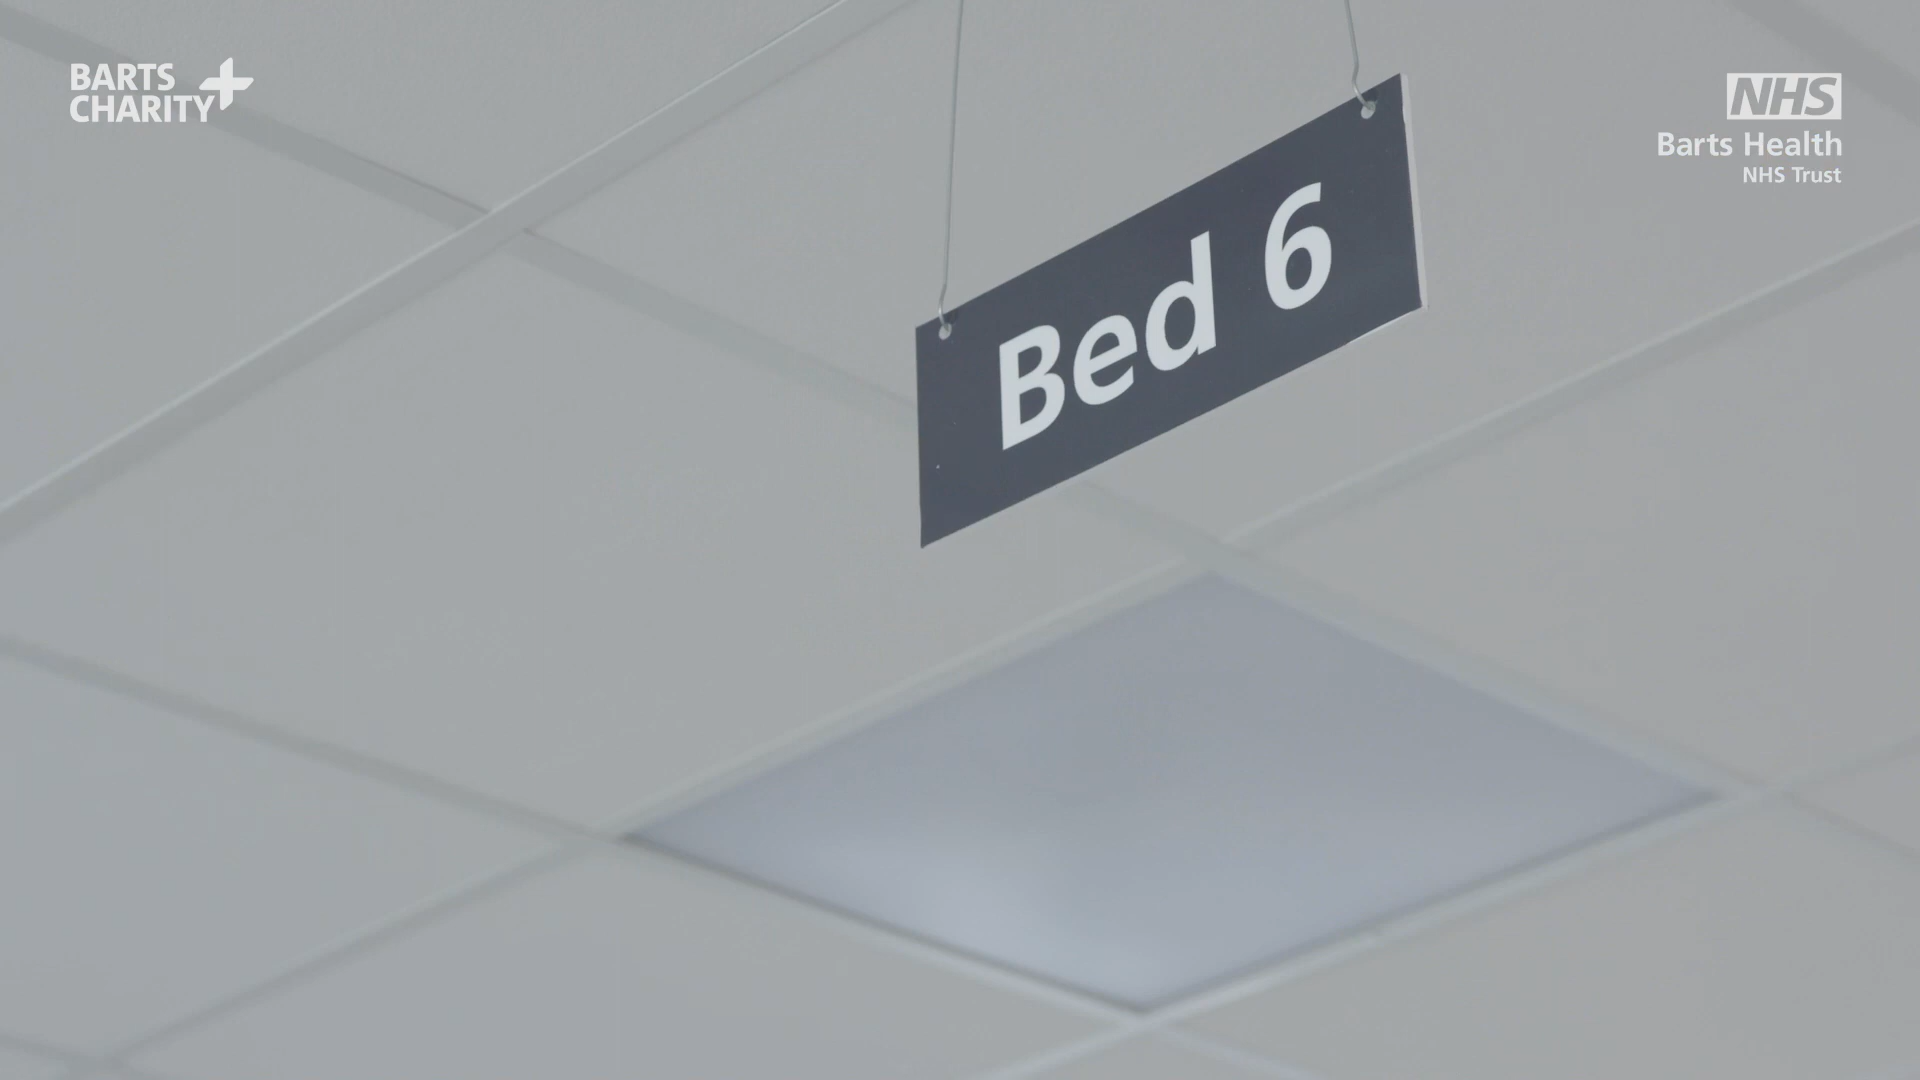 BARTS
CHARITY
NHS
Barts Health
NHS Trust
Bed 6